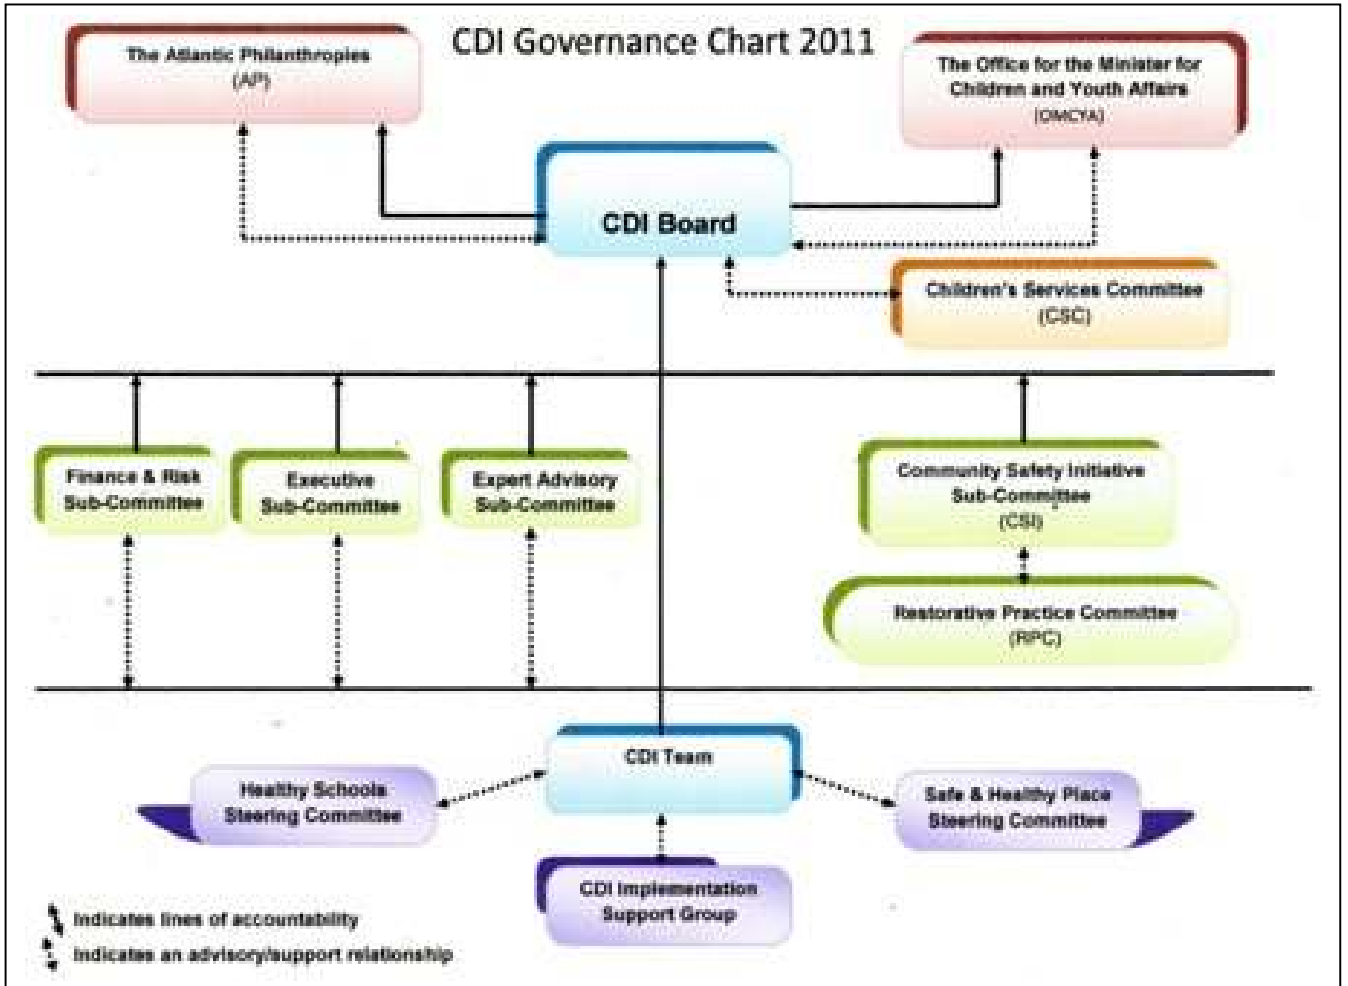 CDI Governance Chart 2011
The Atlantic Philanthropies
(AP)
The Office for the Minister for
Children and Youth Affairs
(OMCYA)
CDI Board
Children's Services Committee
(CSC)
Finance & Risk
Sub-Committee
Executive
Sub-Committee
Expert Advisory
Sub-Committee
Community Safety Initiative
Sub-Committee
(CSI)
Restorative Practice Committee
(RPC)
CDI Team
Healthy Schools
Steering Committee
Safe & Healthy Place
Steering Committee
CDI Implementation
Support Group
Indicates lines of accountability
Indicates an advisory/support relationship